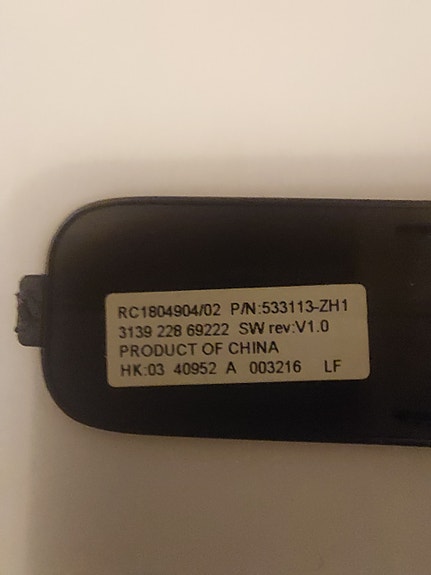 RC1804904/02 P/N:533113-ZH1
3139 228 69222 SW rev:V1.0
PRODUCT OF CHINA
HK:03 40952 A 003216 LF